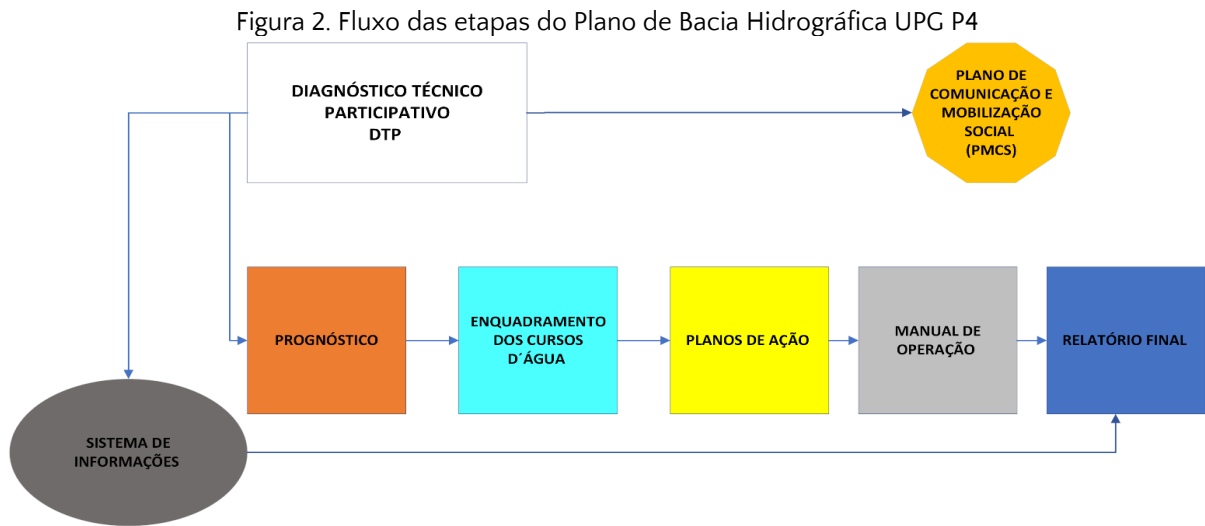 Figura 2. Fluxo das etapas do Plano de Bacia Hidrográfica UPG P4
DIAGNÓSTICO TÉCNICO
PARTICIPATIVO
DTP
PLANO DE
COMUNICAÇÃO E
MOBILIZAÇÃO
SOCIAL
(PMCS)
PROGNÓSTICO
ENQUADRAMENTO
DOS CURSOS
D´ÁGUA
PLANOS DE AÇÃO
MANUAL DE
OPERAÇÃO
RELATÓRIO FINAL
SISTEMA DE
INFORMAÇÕES